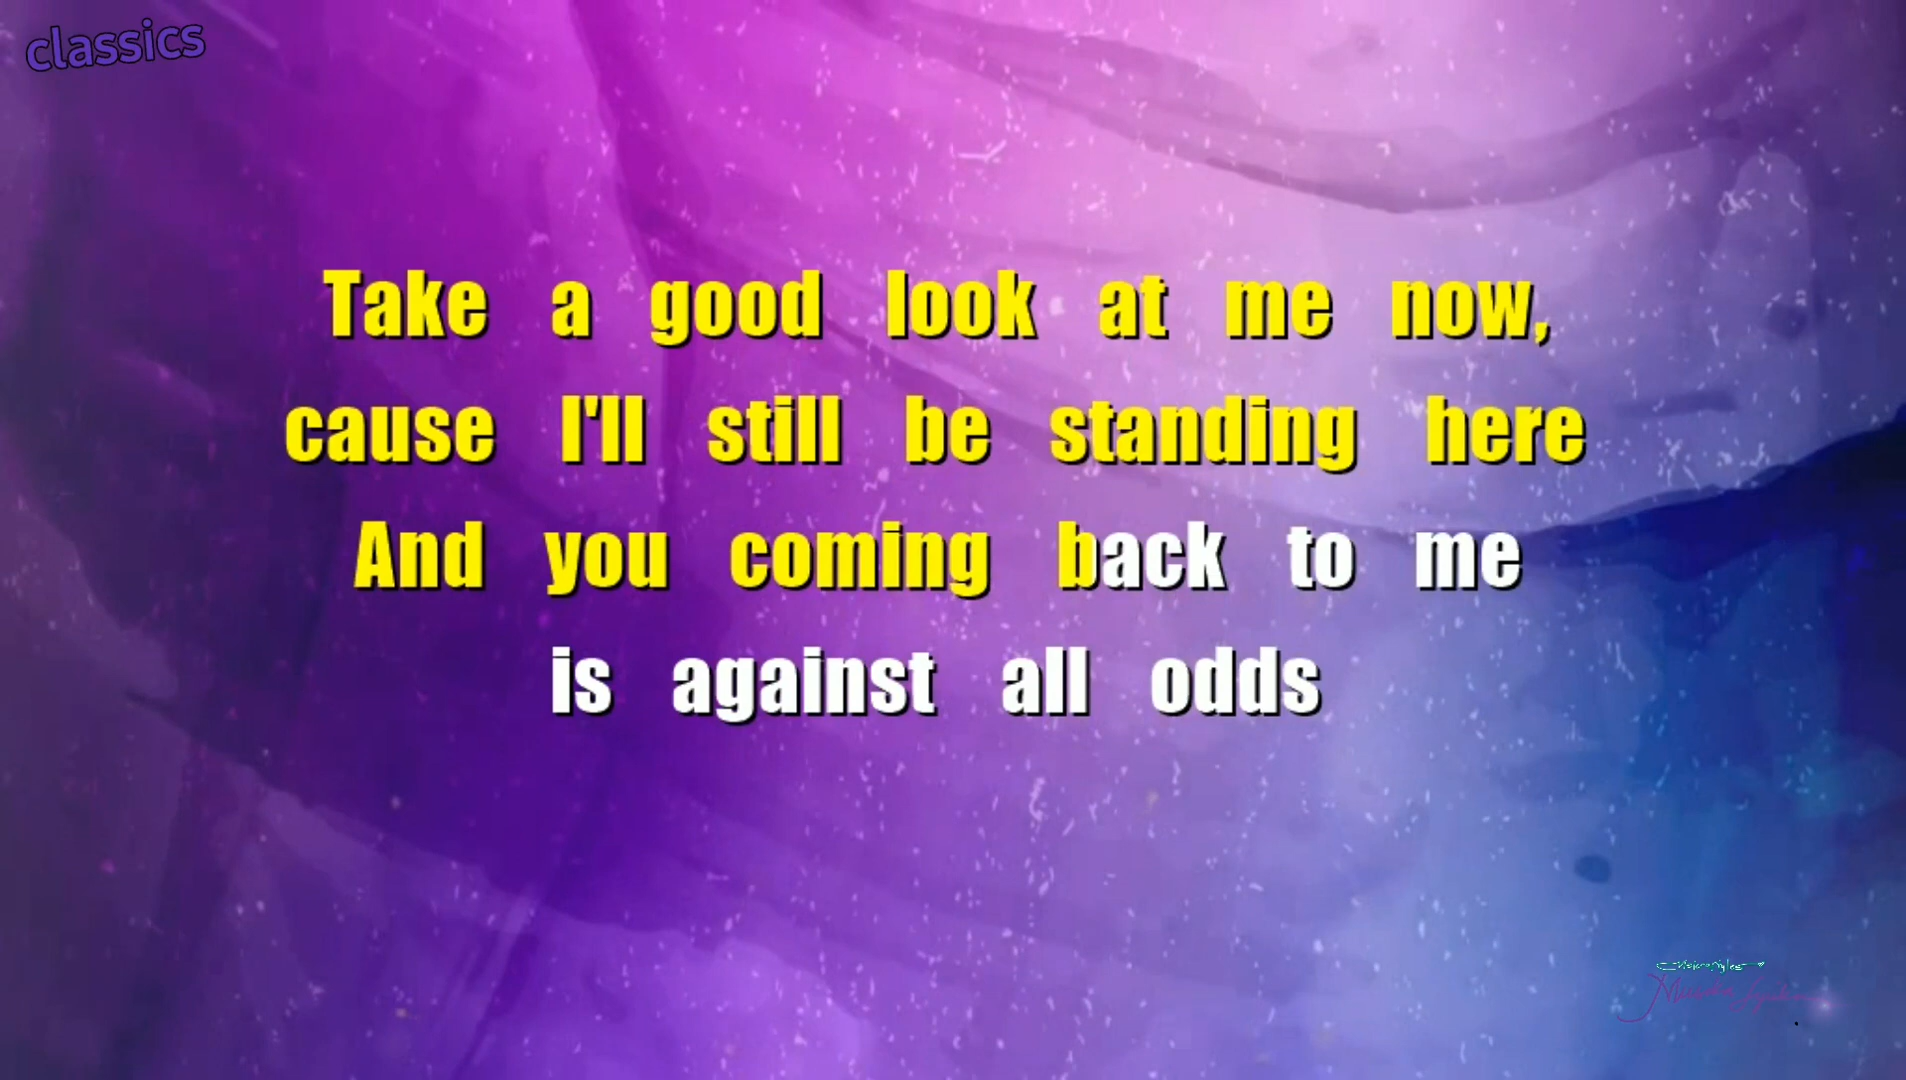 classics
Take a good look at me now,
cause I'll still be standing here
And you coming back to me
is against all odds